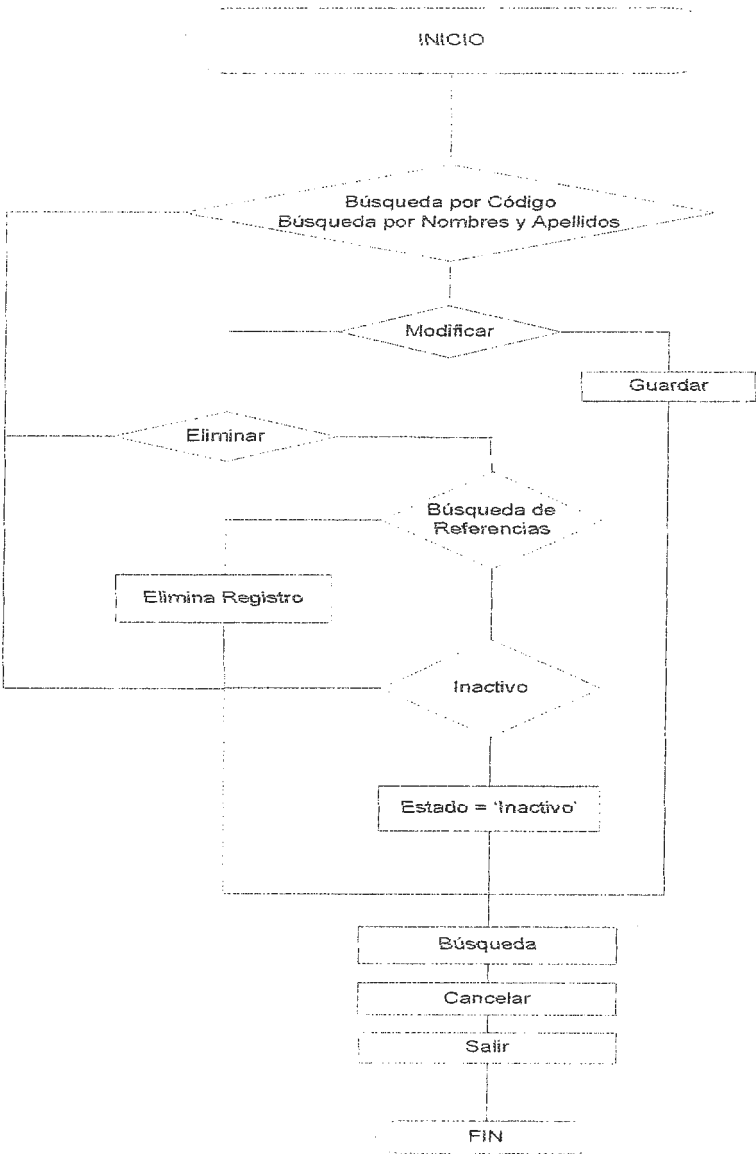 INICIO
Búsqueda por Código
Búsqueda por Nombres y Apellidos
Modificar
Guardar
Eliminar
Búsqueda de
Referencias
Elimina Registro
Inactivo
Estado = 'Inactivo'
Búsqueda
Cancelar
Salir
FIN